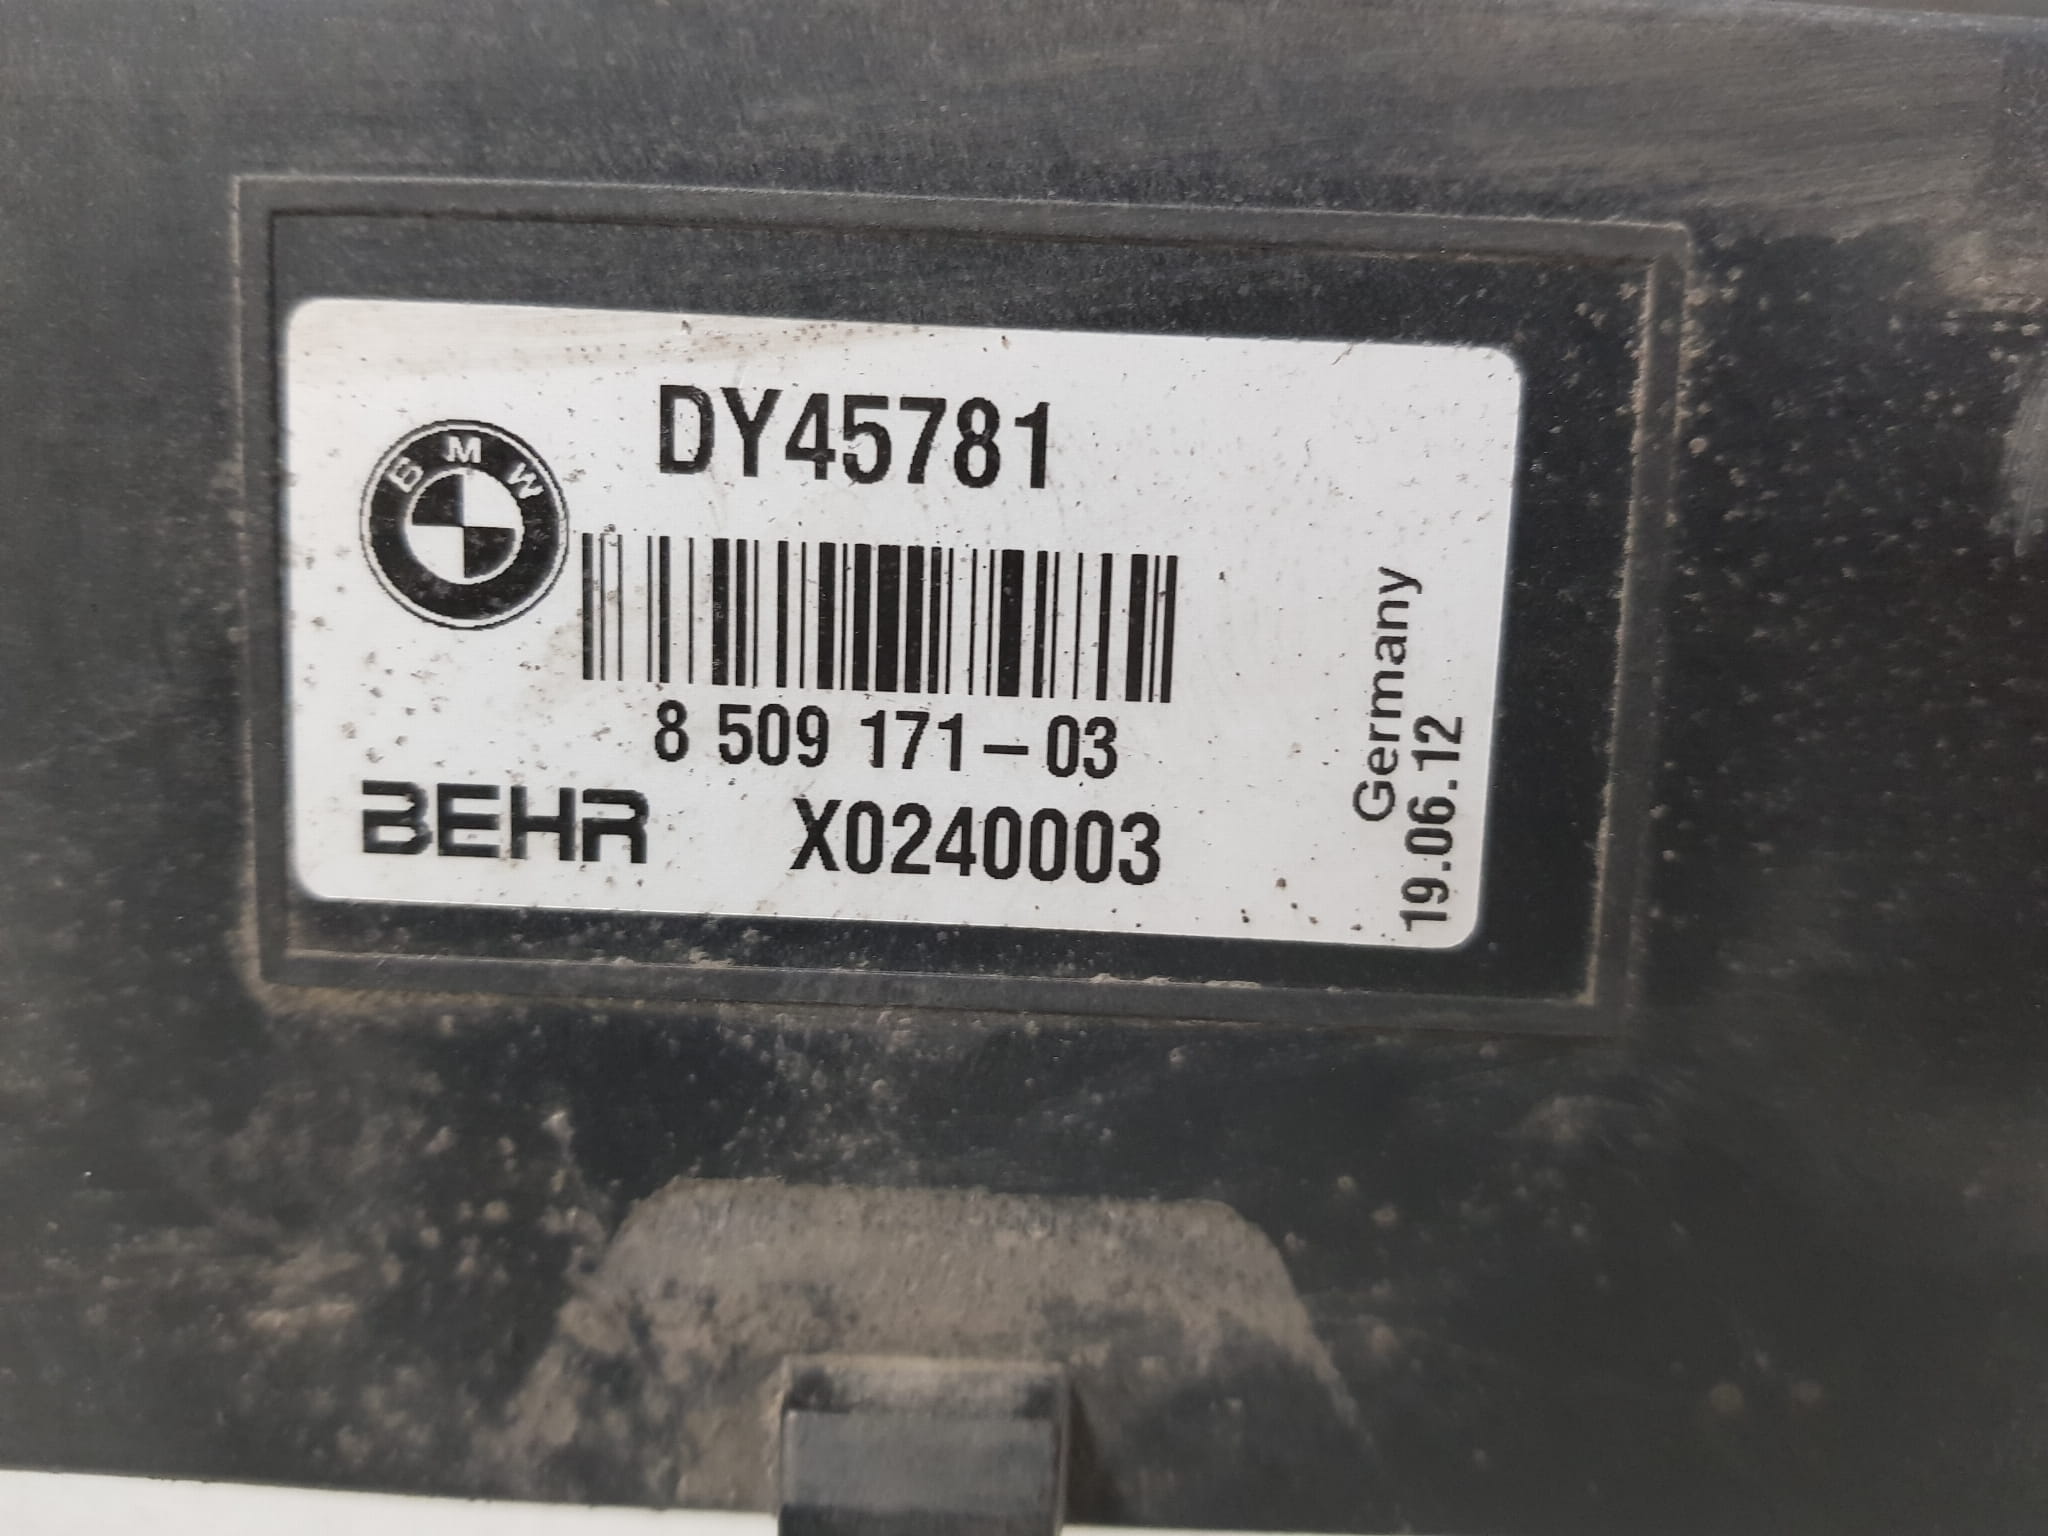 DY45781
BMW
8 509 171-03
BEHR X0240003
Germany
19.06.12